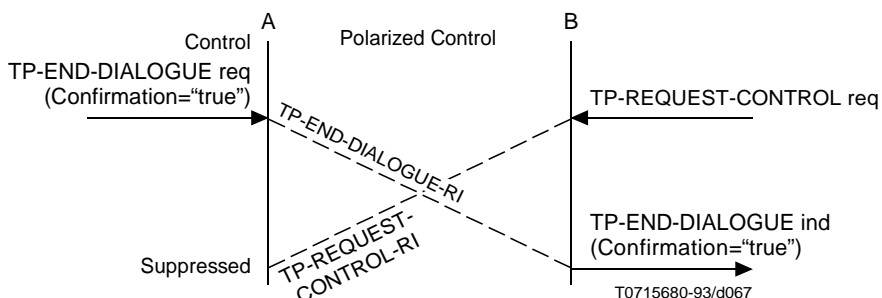 A
B
Control
Polarized Control
TP-END-DIALOGUE req
(Confirmation=“true”)
TP-REQUEST-CONTROL req
TP-END-DIALOGUE-RI
TP-REQUEST-
CONTROL-RI
TP-END-DIALOGUE ind
(Confirmation=“true”)
Suppressed
T0715680-93/d067